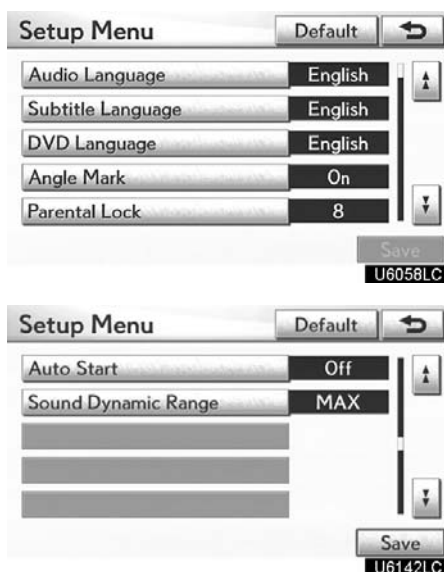 Setup Menu Default
Audio Language English
Subtitle Language English
DVD Language English
Angle Mark On
Parental Lock 8
Save
U6058LC
Setup Menu Default
Auto Start Off
Sound Dynamic Range MAX
Save
U6142LC